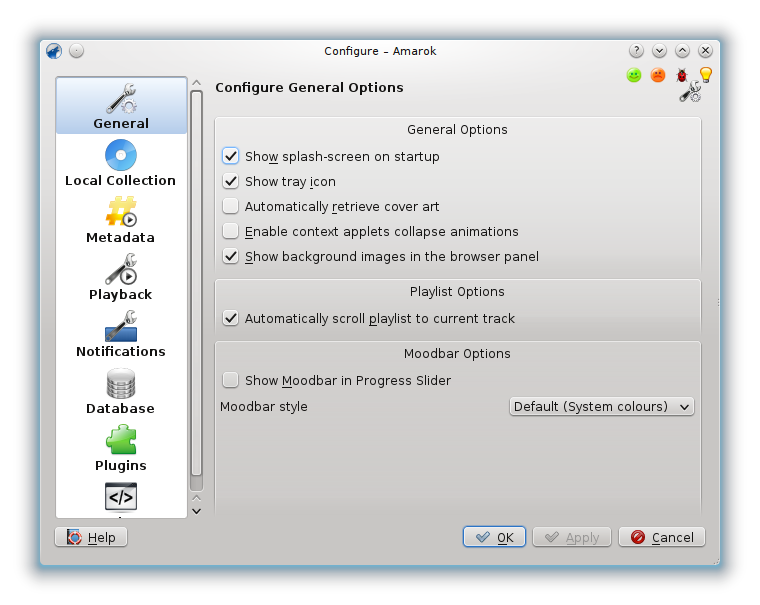 Configure – Amarok
General
Local Collection
Metadata
Playback
Notifications
Database
Plugins
</>
Configure General Options
General Options
Show splash-screen on startup
Show tray icon
Automatically retrieve cover art
Enable context applets collapse animations
Show background images in the browser panel
Playlist Options
Automatically scroll playlist to current track
Moodbar Options
Show Moodbar in Progress Slider
Moodbar style Default (System colours)
Help OK Apply Cancel